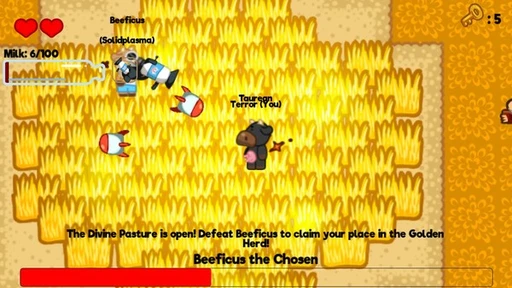 Beeficus
(Solidplasma)
: 5
Milk: 6/100
Taurean
Terror (You)
The Divine Pasture is open! Defeat Beeficus to claim your place in the Golden
Herd!
Beeficus the Chosen